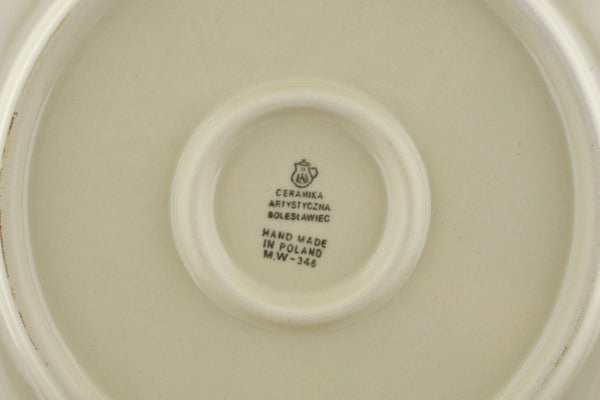 CERAMIKA
ARTYSTYCZNA
BOLESŁAWIEC
HAND MADE
IN POLAND
M.W-346